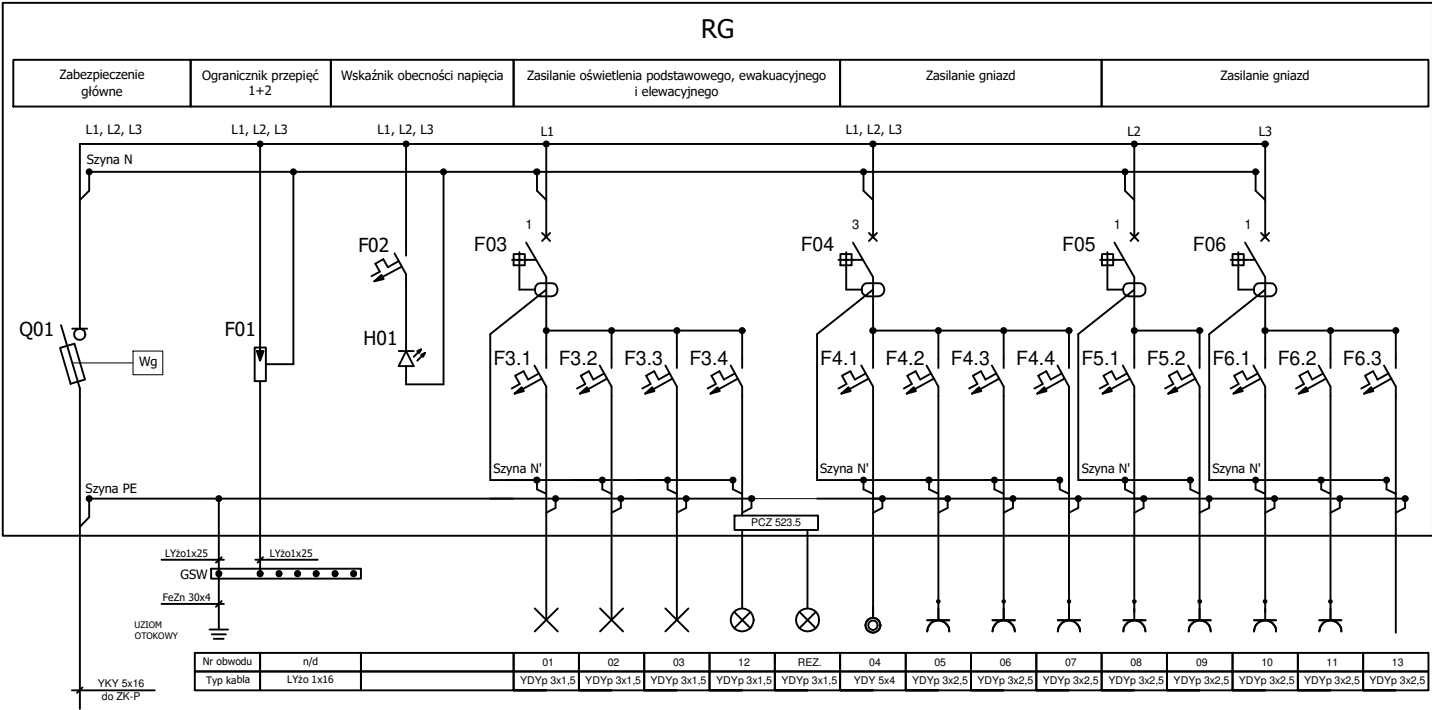 RG
Zabezpieczenie
główne
Ogranicznik przepięć
1+2
Wskaźnik obecności napięcia
Zasilanie oświetlenia podstawowego, ewakuacyjnego
i elewacyjnego
Zasilanie gniazd
Zasilanie gniazd
L1, L2, L3
L1, L2, L3
L1, L2, L3
L1
L1, L2, L3
L2
L3
Szyna N
1
3
1
1
F02
F03
F04
F05
F06
Q01
F01
H01
Wg
F3.1
F3.2
F3.3
F3.4
F4.1
F4.2
F4.3
F4.4
F5.1
F5.2
F6.1
F6.2
F6.3
Szyna N'
Szyna N'
Szyna N'
Szyna N'
Szyna PE
PCZ 523.5
LYżo1x25
LYżo1x25
GSW
FeZn 30x4
UZIOM
OTOKOWY
Nr obwodu n/d 01 02 03 12 REZ. 04 05 06 07 08 09 10 11 13
Typ kabla LYżo 1x16 YDYp 3x1,5 YDYp 3x1,5 YDYp 3x1,5 YDYp 3x1,5 YDYp 3x1,5 YDY 5x4 YDYp 3x2,5 YDYp 3x2,5 YDYp 3x2,5 YDYp 3x2,5 YDYp 3x2,5 YDYp 3x2,5 YDYp 3x2,5 YDYp 3x2,5
YKY 5x16
do ZK-P